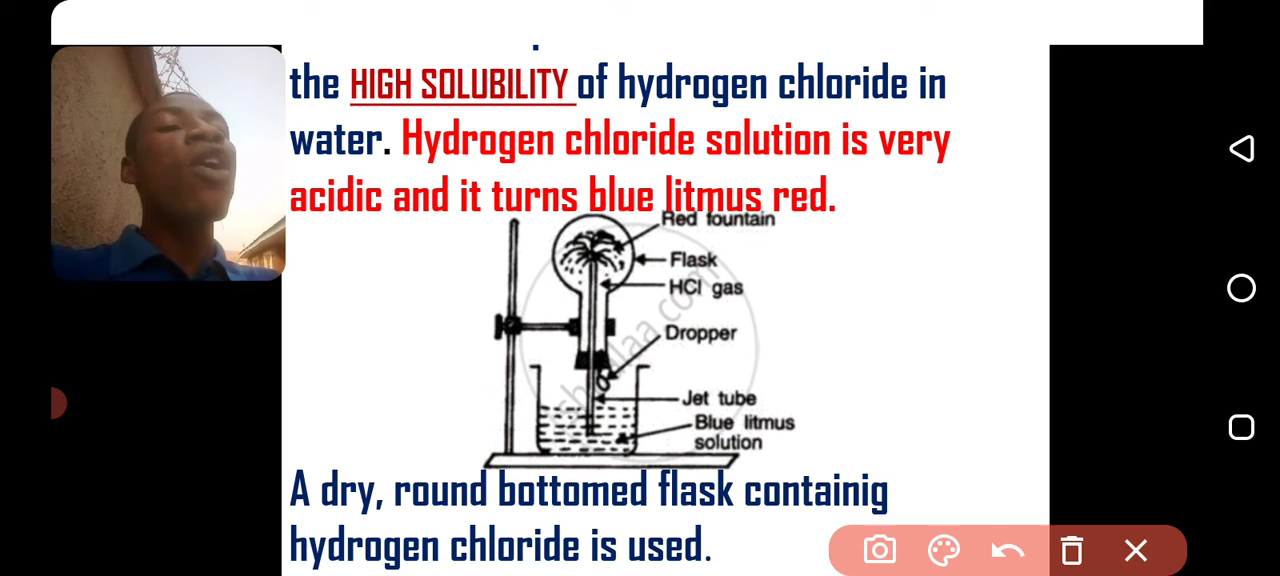 the HIGH SOLUBILITY of hydrogen chloride in
water. Hydrogen chloride solution is very
acidic and it turns blue litmus red.
Red fountain
Flask
HCl gas
Dropper
Jet tube
Blue litmus
solution
A dry, round bottomed flask containig
hydrogen chloride is used.